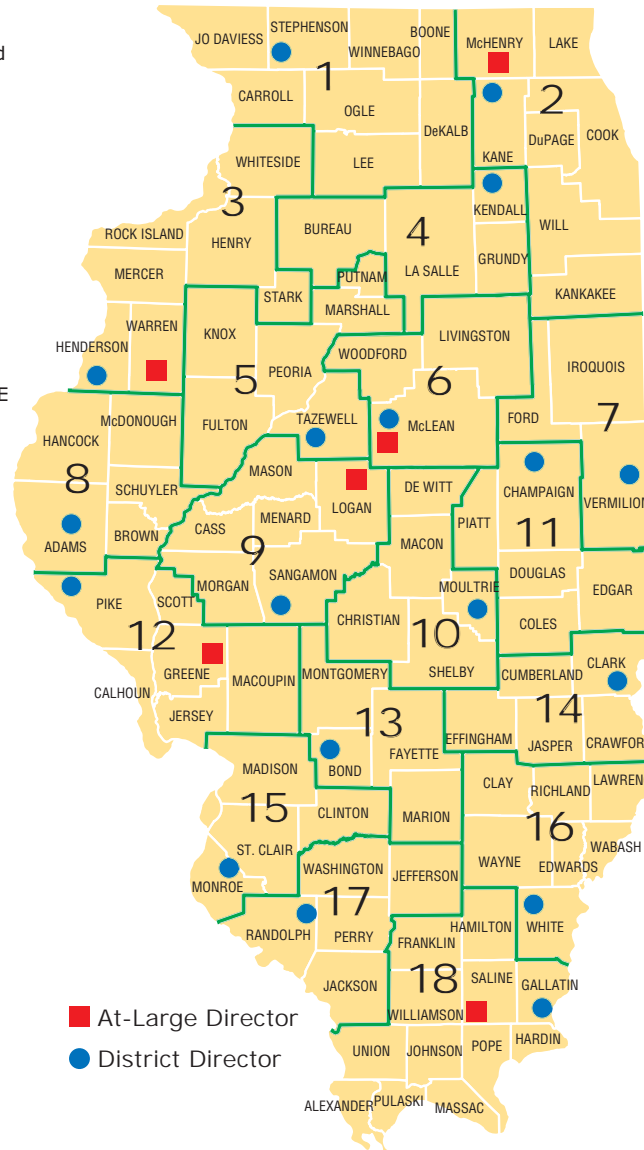 STEPHENSON
BOONE
JO DAVIESS
WINNEBAGO
McHENRY
LAKE
d
1
CARROLL
OGLE
2
DeKALB
DuPAGE
COOK
WHITESIDE
LEE
KANE
3
KENDALL
ROCK ISLAND
HENRY
BUREAU
4
WILL
MERCER
PUTNAM
LA SALLE
GRUNDY
STARK
MARSHALL
KANKAKEE
WARREN
KNOX
LIVINGSTON
HENDERSON
WOODFORD
IROQUOIS
PEORIA
5
6
E
McDONOUGH
FULTON
TAZEWELL
McLEAN
FORD
7
HANCOCK
MASON
8
SCHUYLER
LOGAN
DE WITT
CHAMPAIGN
VERMILION
CASS
MENARD
PIATT
11
BROWN
MACON
ADAMS
9
SANGAMON
DOUGLAS
MORGAN
MOULTRIE
EDGAR
PIKE
SCOTT
CHRISTIAN
10
COLES
12
GREENE
MACOUPIN
MONTGOMERY
SHELBY
CUMBERLAND
CLARK
CALHOUN
JERSEY
13
14
EFFINGHAM
JASPER
CRAWFOR
MADISON
BOND
FAYETTE
CLAY
RICHLAND
LAWREN
15
CLINTON
MARION
16
ST. CLAIR
WABASH
WASHINGTON
WAYNE
EDWARDS
MONROE
JEFFERSON
17
RANDOLPH
PERRY
FRANKLIN
HAMILTON
WHITE
JACKSON
18
SALINE
GALLATIN
At-Large Director
WILLIAMSON
District Director
UNION
JOHNSON
POPE
HARDIN
ALEXANDER
PULASKI
MASSAC